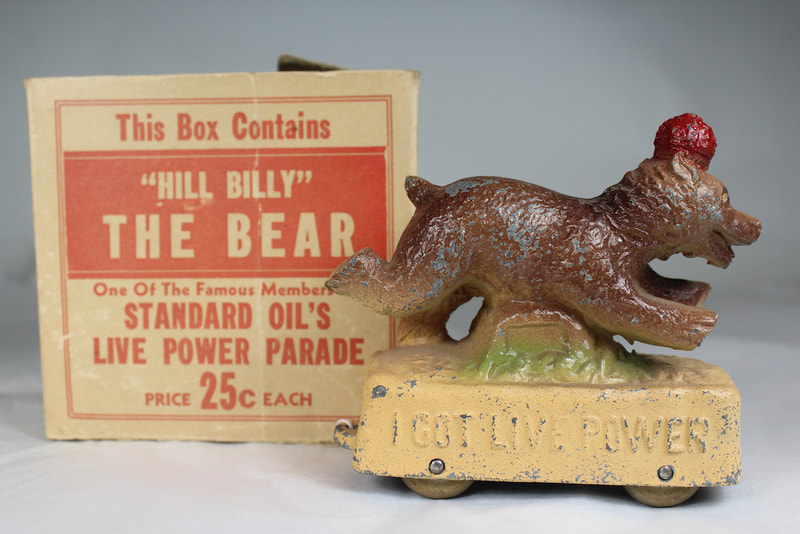 This Box Contains
"HILL BILLY"
THE BEAR
One Of The Famous Members
STANDARD OIL'S
LIVE POWER PARADE
PRICE 25c EACH
I GOT LIVE POWER